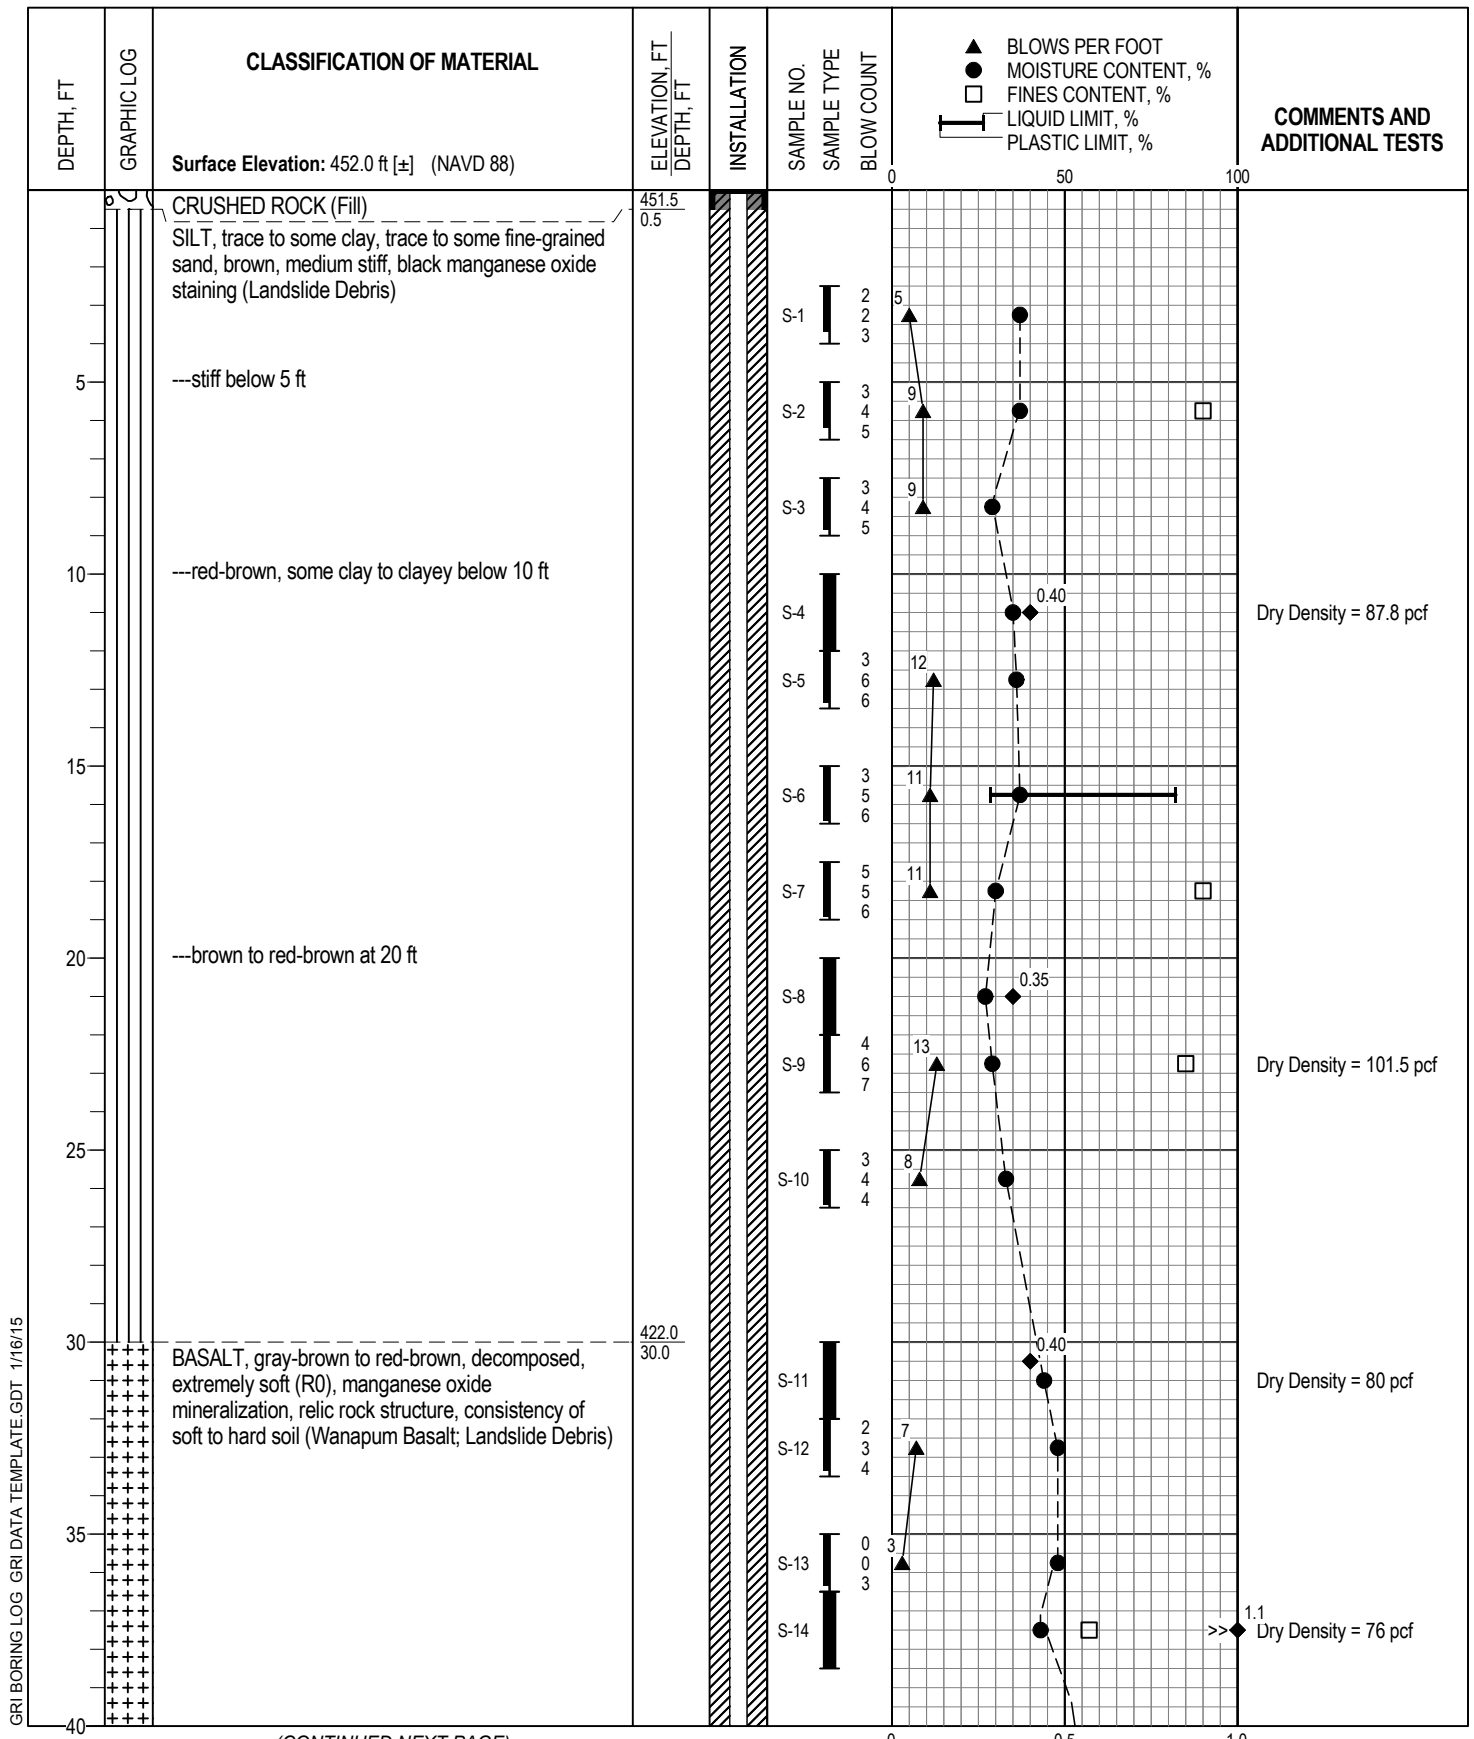 DEPTH, FT
GRAPHIC LOG
CLASSIFICATION OF MATERIAL
Surface Elevation: 452.0 ft [±] (NAVD 88)
ELEVATION, FT
DEPTH, FT
INSTALLATION
SAMPLE NO.
SAMPLE TYPE
BLOW COUNT
BLOWS PER FOOT
MOISTURE CONTENT, %
FINES CONTENT, %
LIQUID LIMIT, %
PLASTIC LIMIT, %
0 50 100
COMMENTS AND
ADDITIONAL TESTS
CRUSHED ROCK (Fill)
451.5
0.5
SILT, trace to some clay, trace to some fine-grained
sand, brown, medium stiff, black manganese oxide
staining (Landslide Debris)
S-1
2
2
3
5
5
---stiff below 5 ft
S-2
3
4
5
9
S-3
3
4
5
9
10
---red-brown, some clay to clayey below 10 ft
S-4
0.40
Dry Density = 87.8 pcf
S-5
3
6
6
12
15
S-6
3
5
6
11
S-7
5
5
6
11
20
---brown to red-brown at 20 ft
S-8
0.35
S-9
4
6
7
13
Dry Density = 101.5 pcf
25
S-10
3
4
4
8
30
422.0
30.0
BASALT, gray-brown to red-brown, decomposed,
extremely soft (R0), manganese oxide
mineralization, relic rock structure, consistency of
soft to hard soil (Wanapum Basalt; Landslide Debris)
S-11
0.40
Dry Density = 80 pcf
S-12
2
3
4
7
35
S-13
0
0
3
3
S-14
>>
1.1
Dry Density = 76 pcf
40
(CONTINUED NEXT PAGE)
0 0.5 1.0
GRI BORING LOG GRI DATA TEMPLATE.GDT 1/16/15